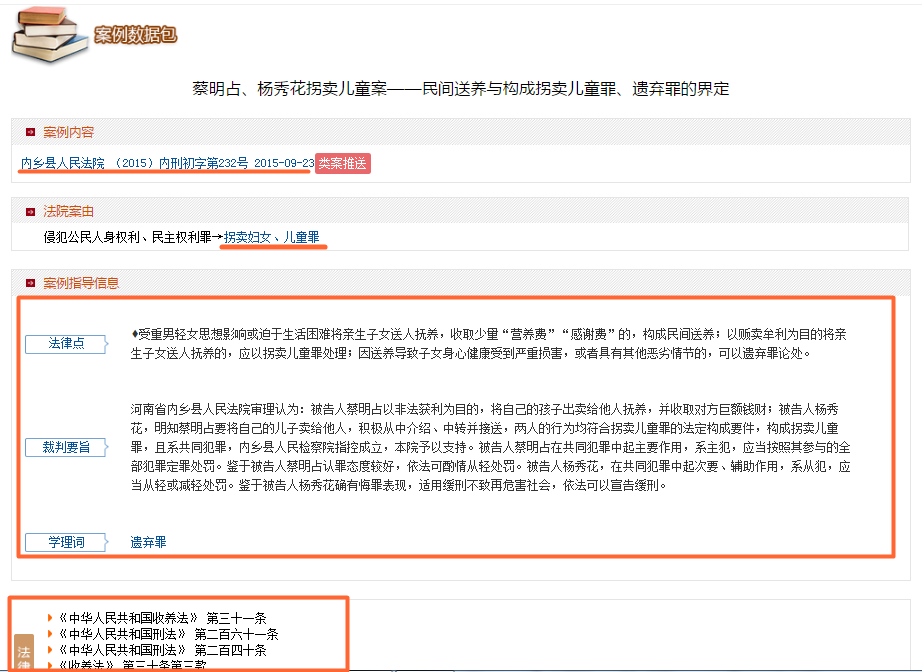 案例数据包
蔡明占、杨秀花拐卖儿童案——民间送养与构成拐卖儿童罪、遗弃罪的界定
案例内容
内乡县人民法院 （2015）内刑初字第232号 2015-09-23 类案推送
法院案由
侵犯公民人身权利、民主权利罪→拐卖妇女、儿童罪
案例指导信息
法律点
♦受重男轻女思想影响或迫于生活困难将亲生子女送人抚养，收取少量“营养费”“感谢费”的，构成民间送养；以贩卖牟利为目的将亲
生子女送人抚养的，应以拐卖儿童罪处理；因送养导致子女身心健康受到严重损害，或者具有其他恶劣情节的，可以遗弃罪论处。
裁判要旨
河南省内乡县人民法院审理认为：被告人蔡明占以非法获利为目的，将自己的孩子出卖给他人抚养，并收取对方巨额钱财；被告人杨秀
花，明知蔡明占要将自己的儿子卖给他人，积极从中介绍、中转并接送，两人的行为均符合拐卖儿童罪的法定构成要件，构成拐卖儿童
罪，且系共同犯罪，内乡县人民检察院指控成立，本院予以支持。被告人蔡明占在共同犯罪中起主要作用，系主犯，应当按照其参与的全
部犯罪定罪处罚。鉴于被告人蔡明占认罪态度较好，依法可酌情从轻处罚。被告人杨秀花，在共同犯罪中起次要、辅助作用，系从犯，应
当从轻或减轻处罚。鉴于被告人杨秀花确有悔罪表现，适用缓刑不致再危害社会，依法可以宣告缓刑。
学理词
遗弃罪
法律
《中华人民共和国收养法》 第三十一条
《中华人民共和国刑法》 第二百六十一条
《中华人民共和国刑法》 第二百四十条
《收养法》 第三十条第三款